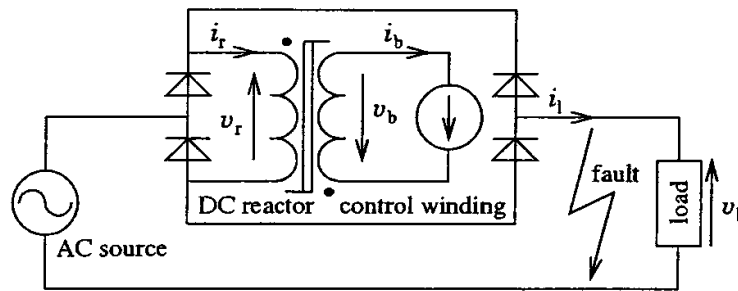 i_r
i_b
v_r
v_b
i_l
fault
load
v_l
DC reactor
control winding
AC source